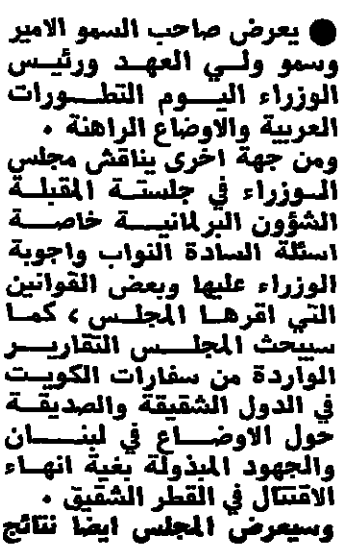 ● يعرض صاحب السمو الامير
وسمو ولي العهد ورئيس
الوزراء اليوم التطورات
العربية والاوضاع الراهنة .
ومن جهة اخرى يناقش مجلس
الوزراء في جلسته المقبلة
الشؤون البرلمانية خاصة
اسئلة السادة النواب واجوبة
الوزراء عليها وبعض القوانين
التي اقرها المجلس ، كما
سيبحث المجلس التقارير
الواردة من سفارات الكويت
في الدول الشقيقة والصديقة
حول الاوضاع في لبنان
والجهود المبذولة بغية انهاء
الاقتتال في القطر الشقيق .
وسيعرض المجلس ايضا نتائج